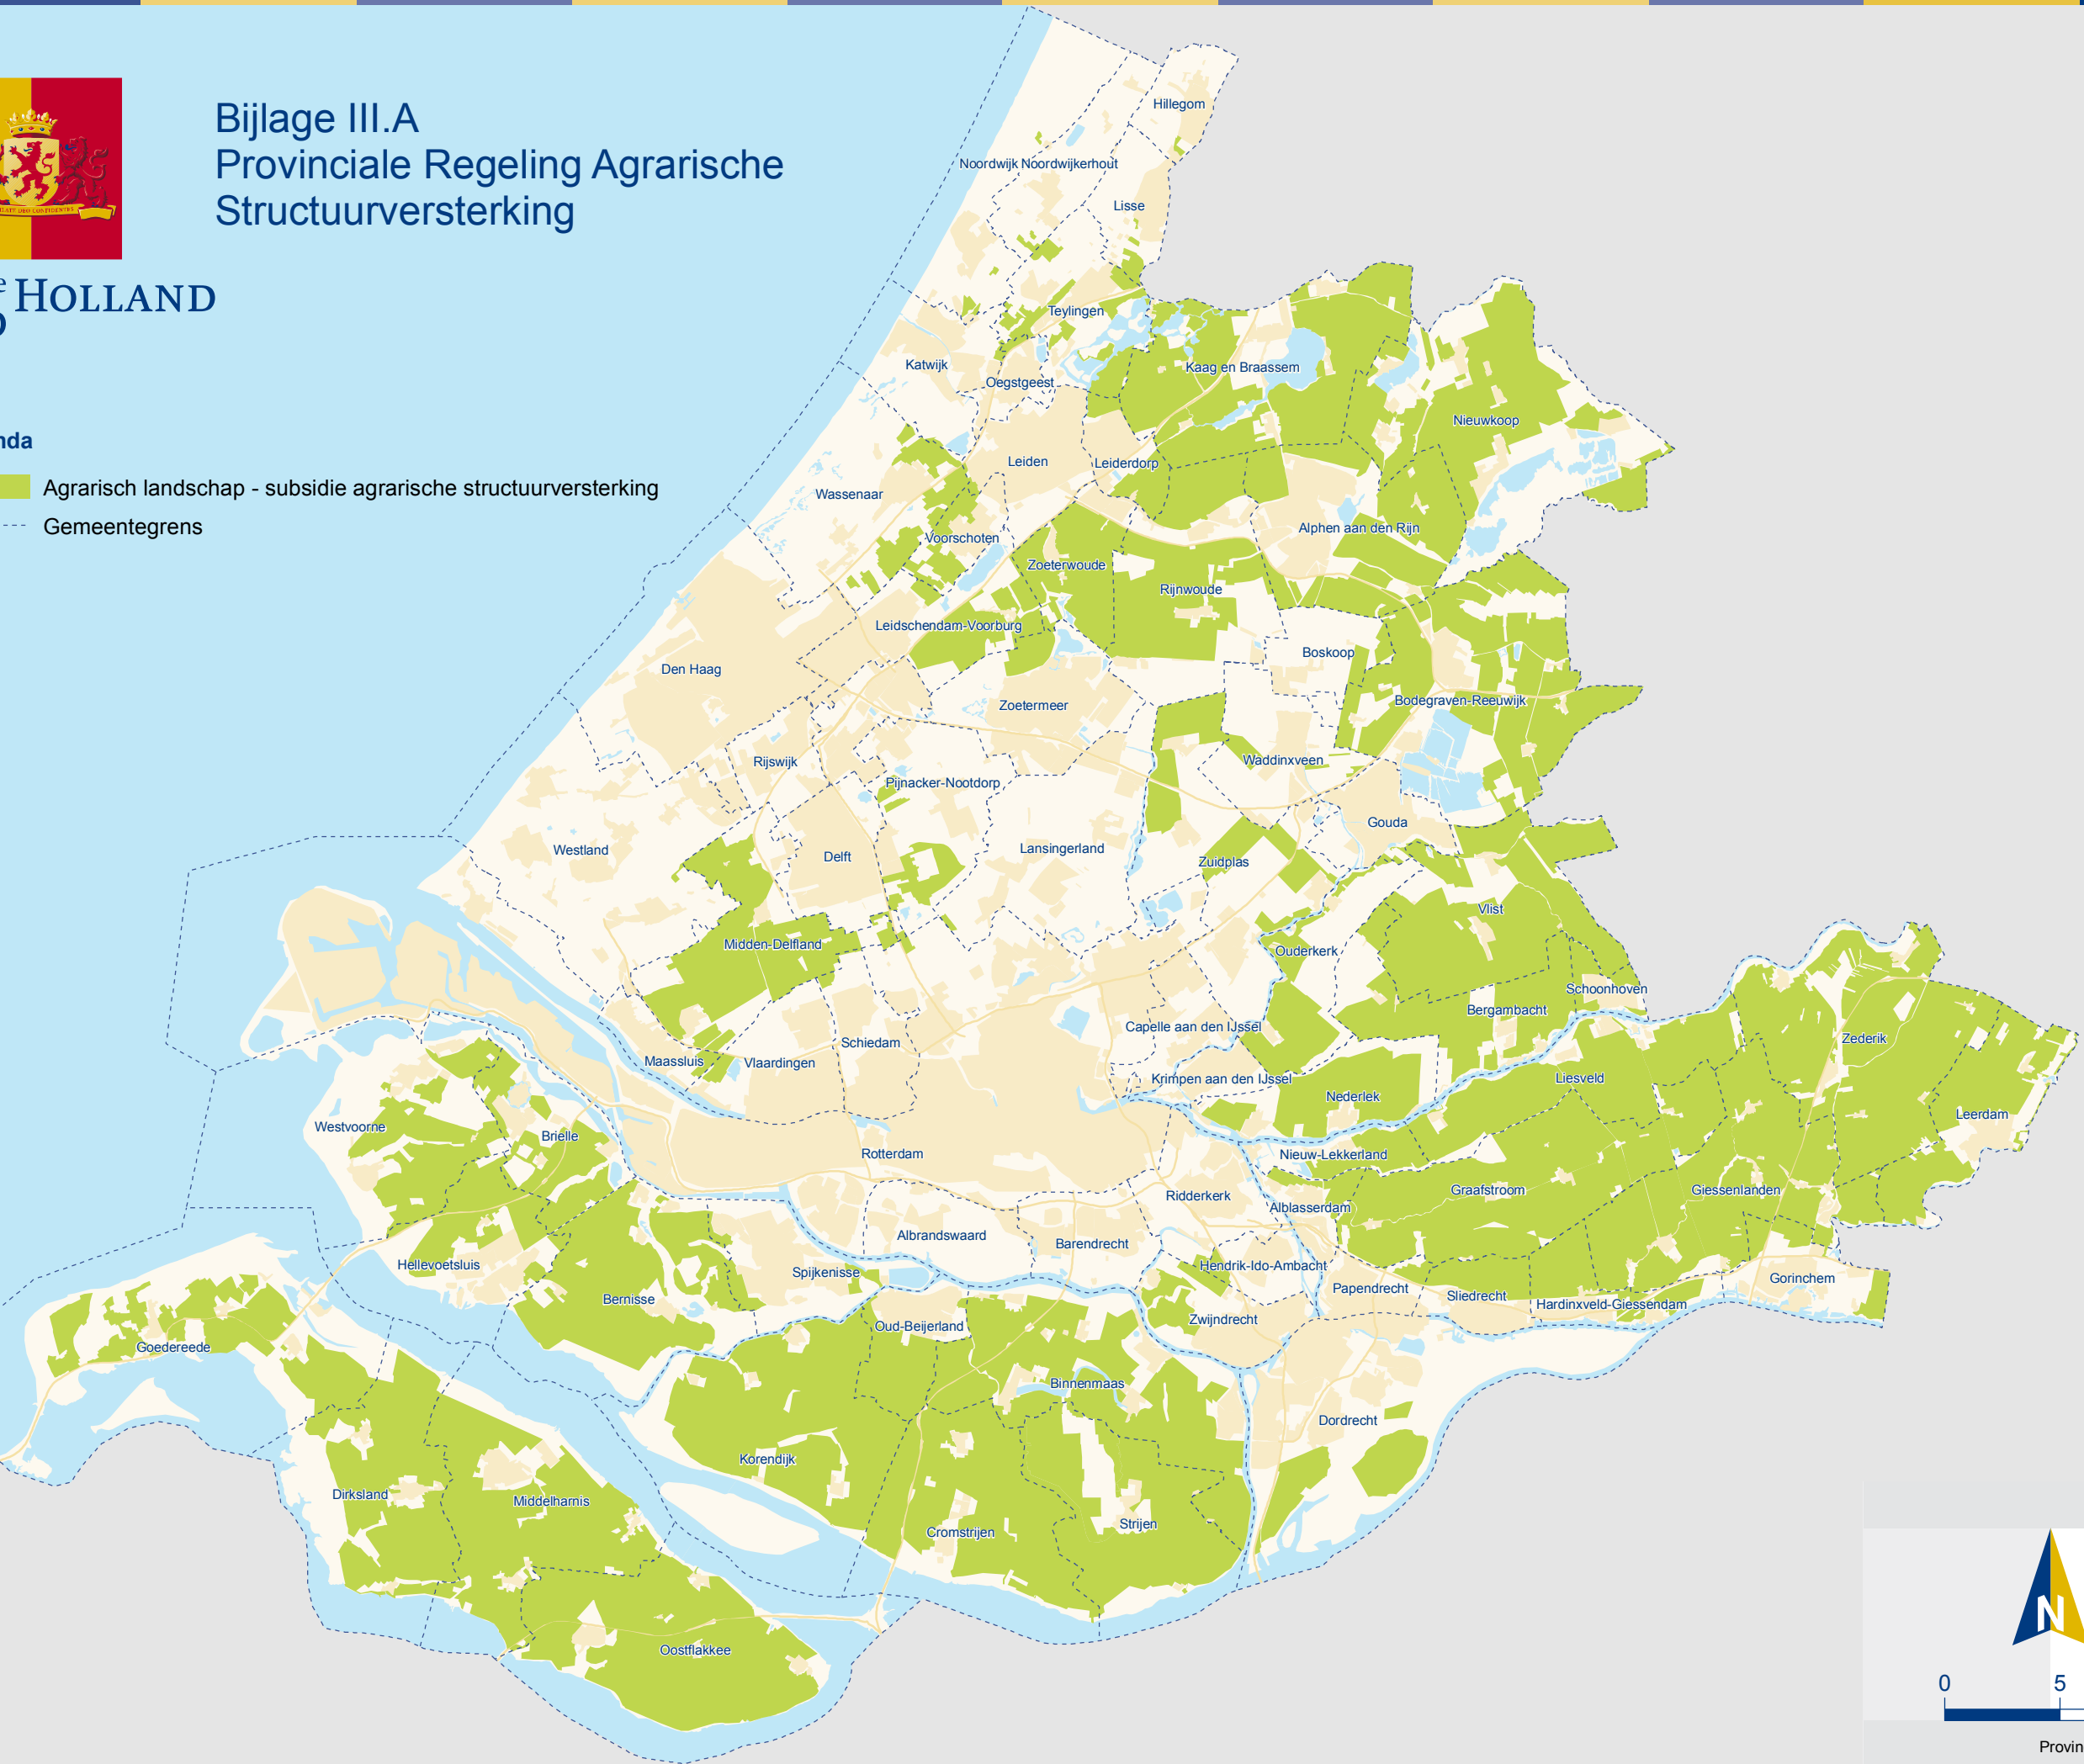 Bijlage III.A
Provinciale Regeling Agrarische
Structuurversterking
HOLLAND
nda
Agrarisch landschap - subsidie agrarische structuurversterking
Gemeentegrens
Hillegom
Noordwijk Noordwijkerhout
Lisse
Teylingen
Katwijk
Oegstgeest
Kaag en Braassem
Nieuwkoop
Leiden
Leiderdorp
Wassenaar
Alphen aan den Rijn
Voorschoten
Zoeterwoude
Rijnwoude
Leidschendam-Voorburg
Boskoop
Den Haag
Bodegraven-Reeuwijk
Zoetermeer
Rijswijk
Waddinxveen
Pijnacker-Nootdorp
Gouda
Westland
Delft
Lansingerland
Zuidplas
Vlist
Midden-Delfland
Ouderkerk
Schoonhoven
Bergambacht
Capelle aan den IJssel
Schiedam
Zederik
Maassluis
Vlaardingen
Krimpen aan den IJssel
Liesveld
Nederlek
Leerdam
Westvoorne
Brielle
Rotterdam
Nieuw-Lekkerland
Ridderkerk
Graafstroom
Giessenlanden
Alblasserdam
Albrandswaard
Barendrecht
Hellevoetsluis
Spijkenisse
Hendrik-Ido-Ambacht
Gorinchem
Papendrecht
Sliedrecht
Hardinxveld-Giessendam
Bernisse
Oud-Beijerland
Zwijndrecht
Goedereede
Binnenmaas
Dordrecht
Korendijk
Dirksland
Middelharnis
Cromstrijen
Strijen
Oostflakkee
N
0 5
Provin